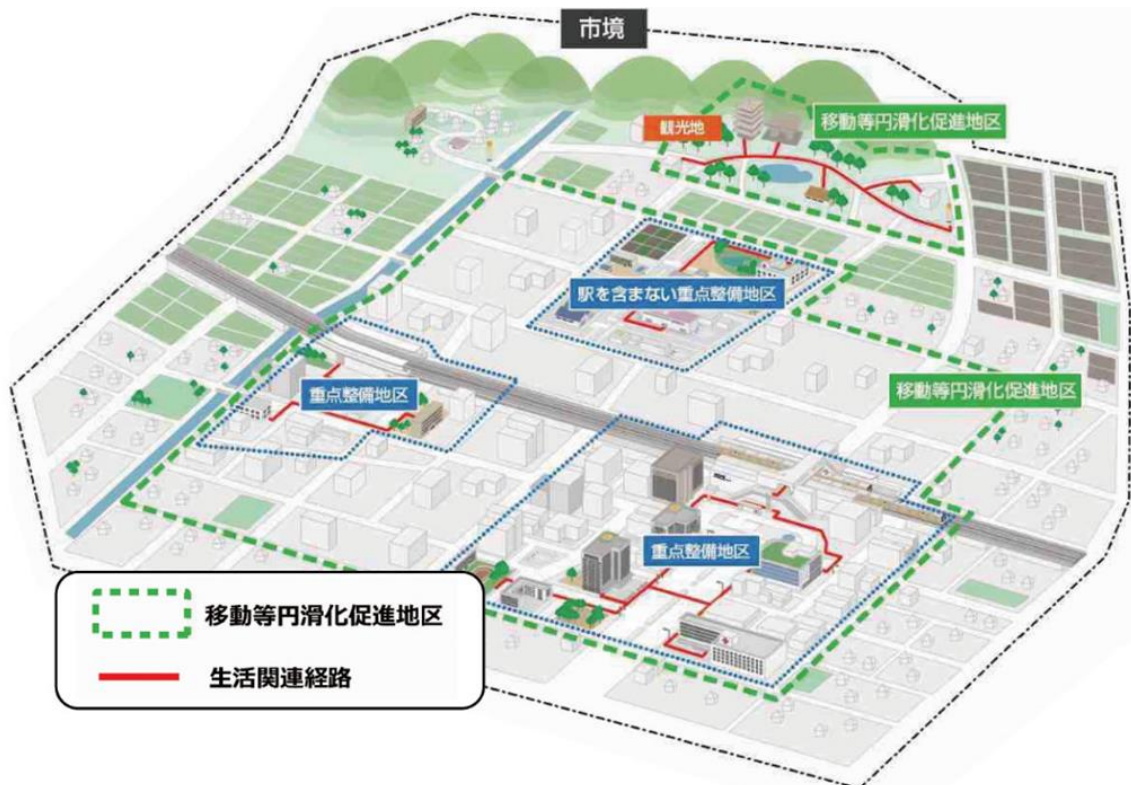 市境
観光地
移動等円滑化促進地区
駅を含まない重点整備地区
重点整備地区
移動等円滑化促進地区
重点整備地区
移動等円滑化促進地区
生活関連経路